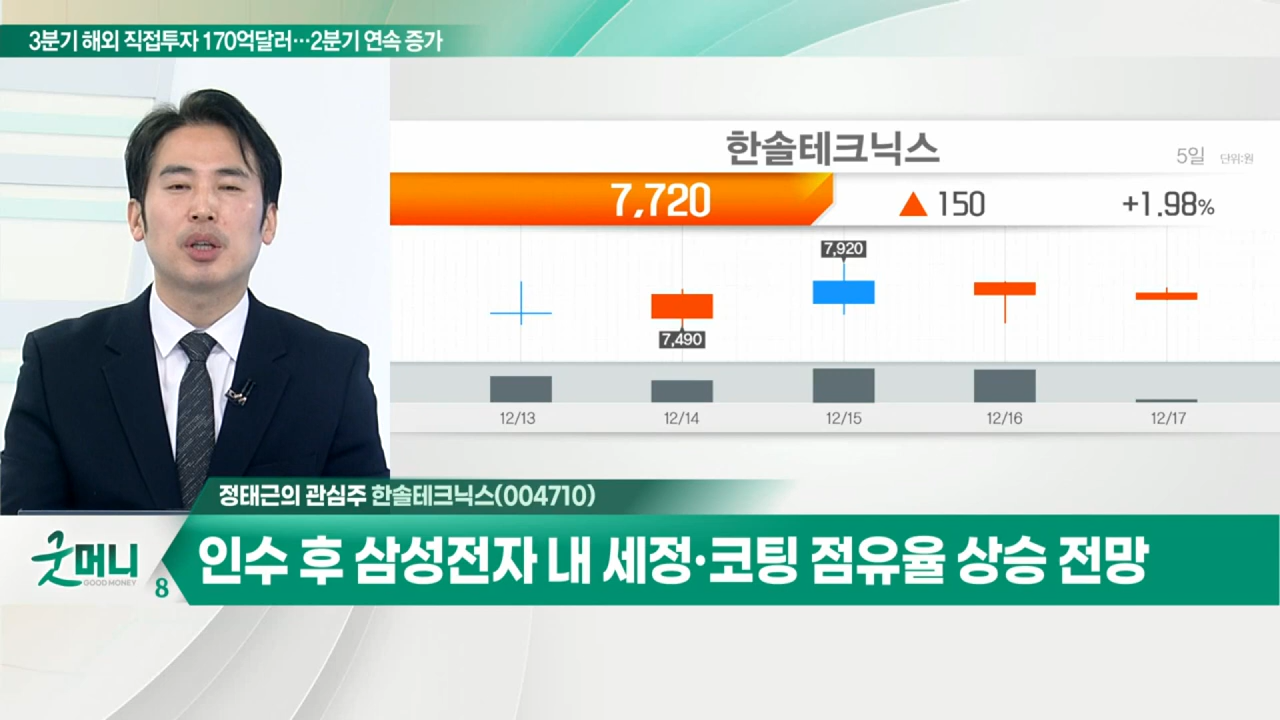 3분기 해외 직접투자 170억달러…2분기 연속 증가
한솔테크닉스
5일 단위:원
7,720 ▲ 150 +1.98%
7,920
7,490
12/13 12/14 12/15 12/16 12/17
정태근의 관심주 한솔테크닉스(004710)
굿머니
GOOD MONEY
8
인수 후 삼성전자 내 세정·코팅 점유율 상승 전망